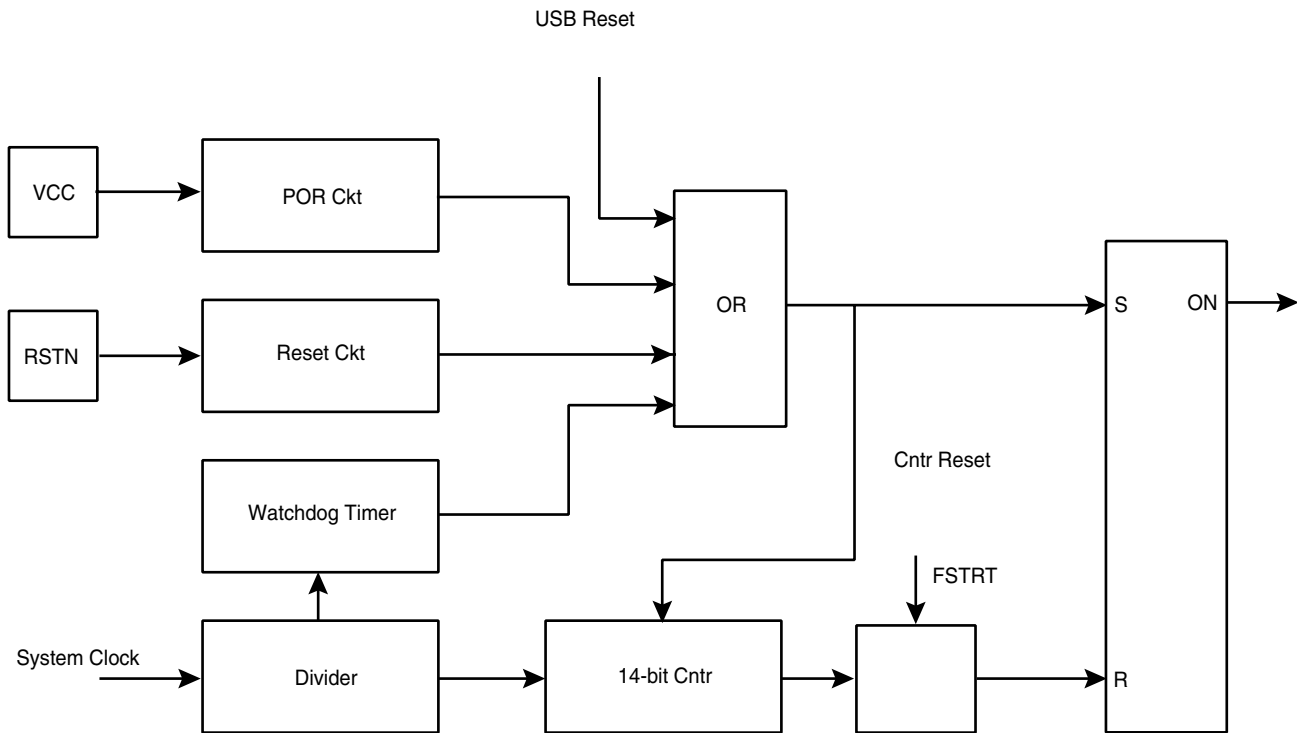 USB Reset
VCC
POR Ckt
OR
S
ON
RSTN
Reset Ckt
Cntr Reset
Watchdog Timer
FSTRT
System Clock
Divider
14-bit Cntr
R